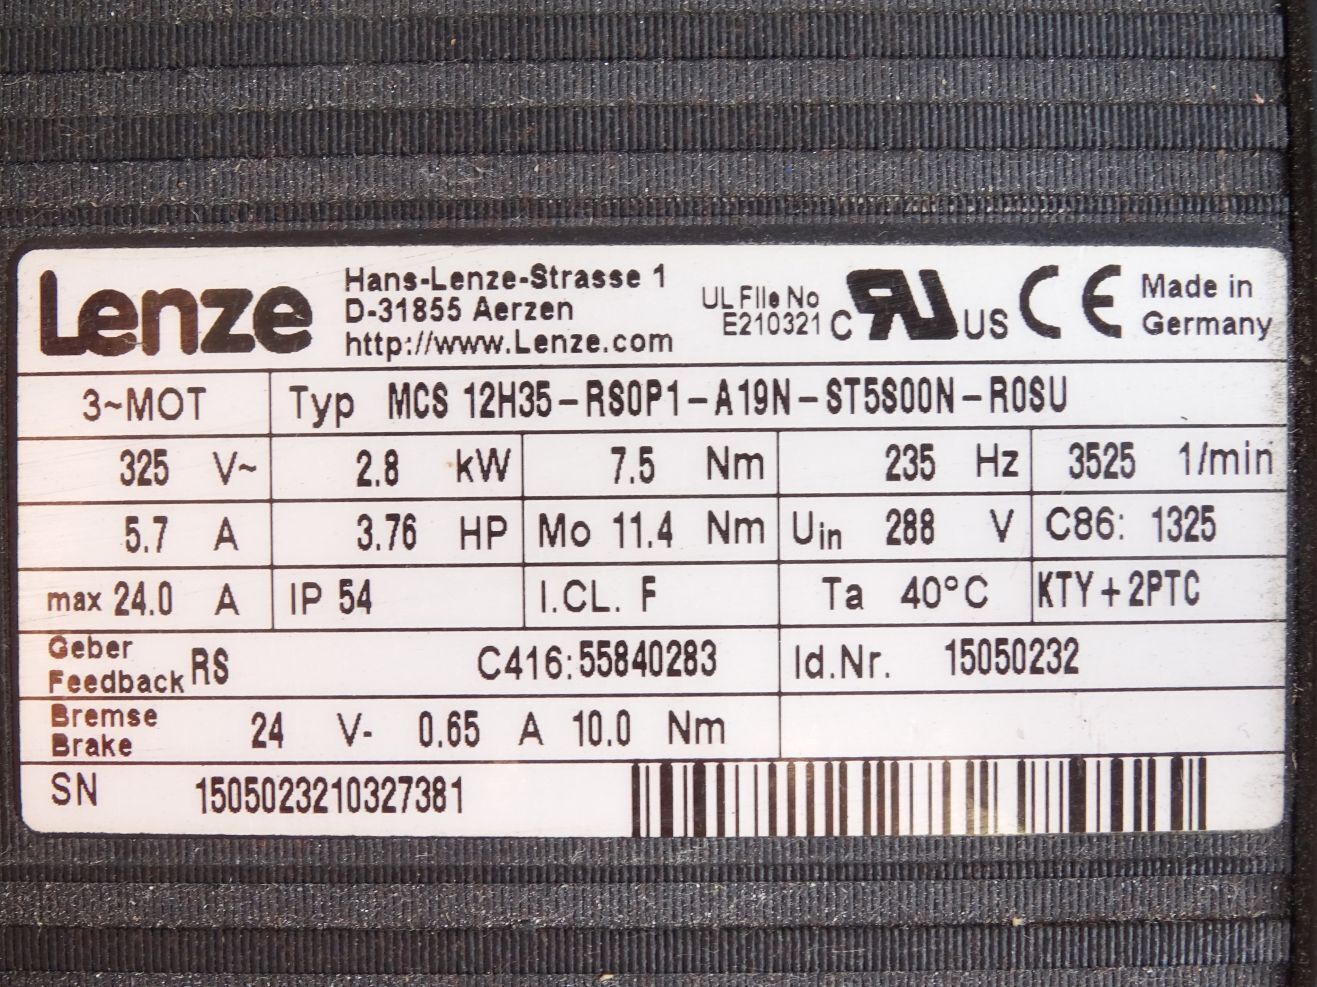 Lenze
Hans-Lenze-Strasse 1
D-31855 Aerzen
http://www.Lenze.com
UL File No
E210321
C RU US
CE
Made in
Germany
3~MOT Typ MCS 12H35-RS0P1-A19N-ST5S00N-R0SU
325 V~ 2.8 kW 7.5 Nm 235 Hz 3525 1/min
5.7 A 3.76 HP Mo 11.4 Nm Uin 288 V C86: 1325
max 24.0 A IP 54 I.CL. F Ta 40°C KTY+2PTC
Geber
Feedback RS C416:55840283 Id.Nr. 15050232
Bremse
Brake 24 V- 0.65 A 10.0 Nm
SN 1505023210327381